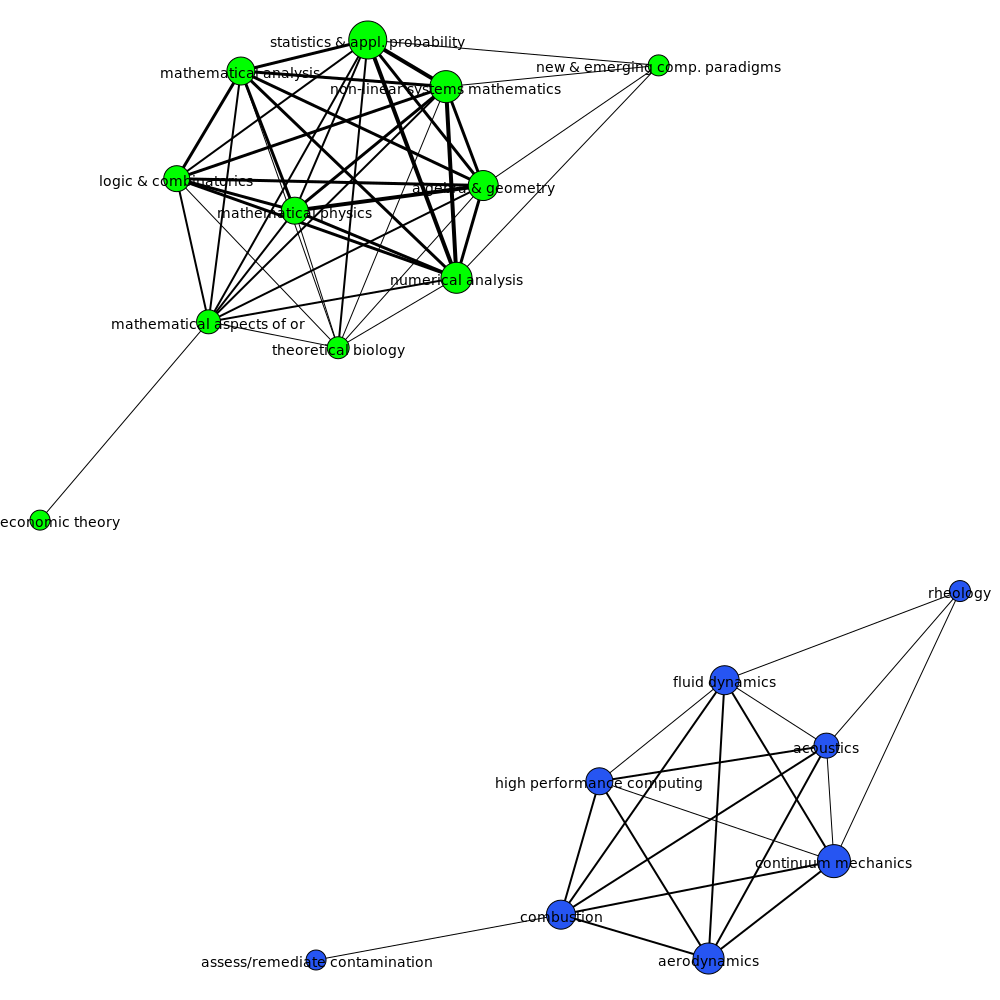 statistics & appl. probability
new & emerging comp. paradigms
mathematical analysis
non-linear systems mathematics
logic & combinatorics
algebra & geometry
mathematical physics
numerical analysis
mathematical aspects of or
theoretical biology
economic theory
rheology
fluid dynamics
acoustics
high performance computing
continuum mechanics
combustion
assess/remediate contamination
aerodynamics